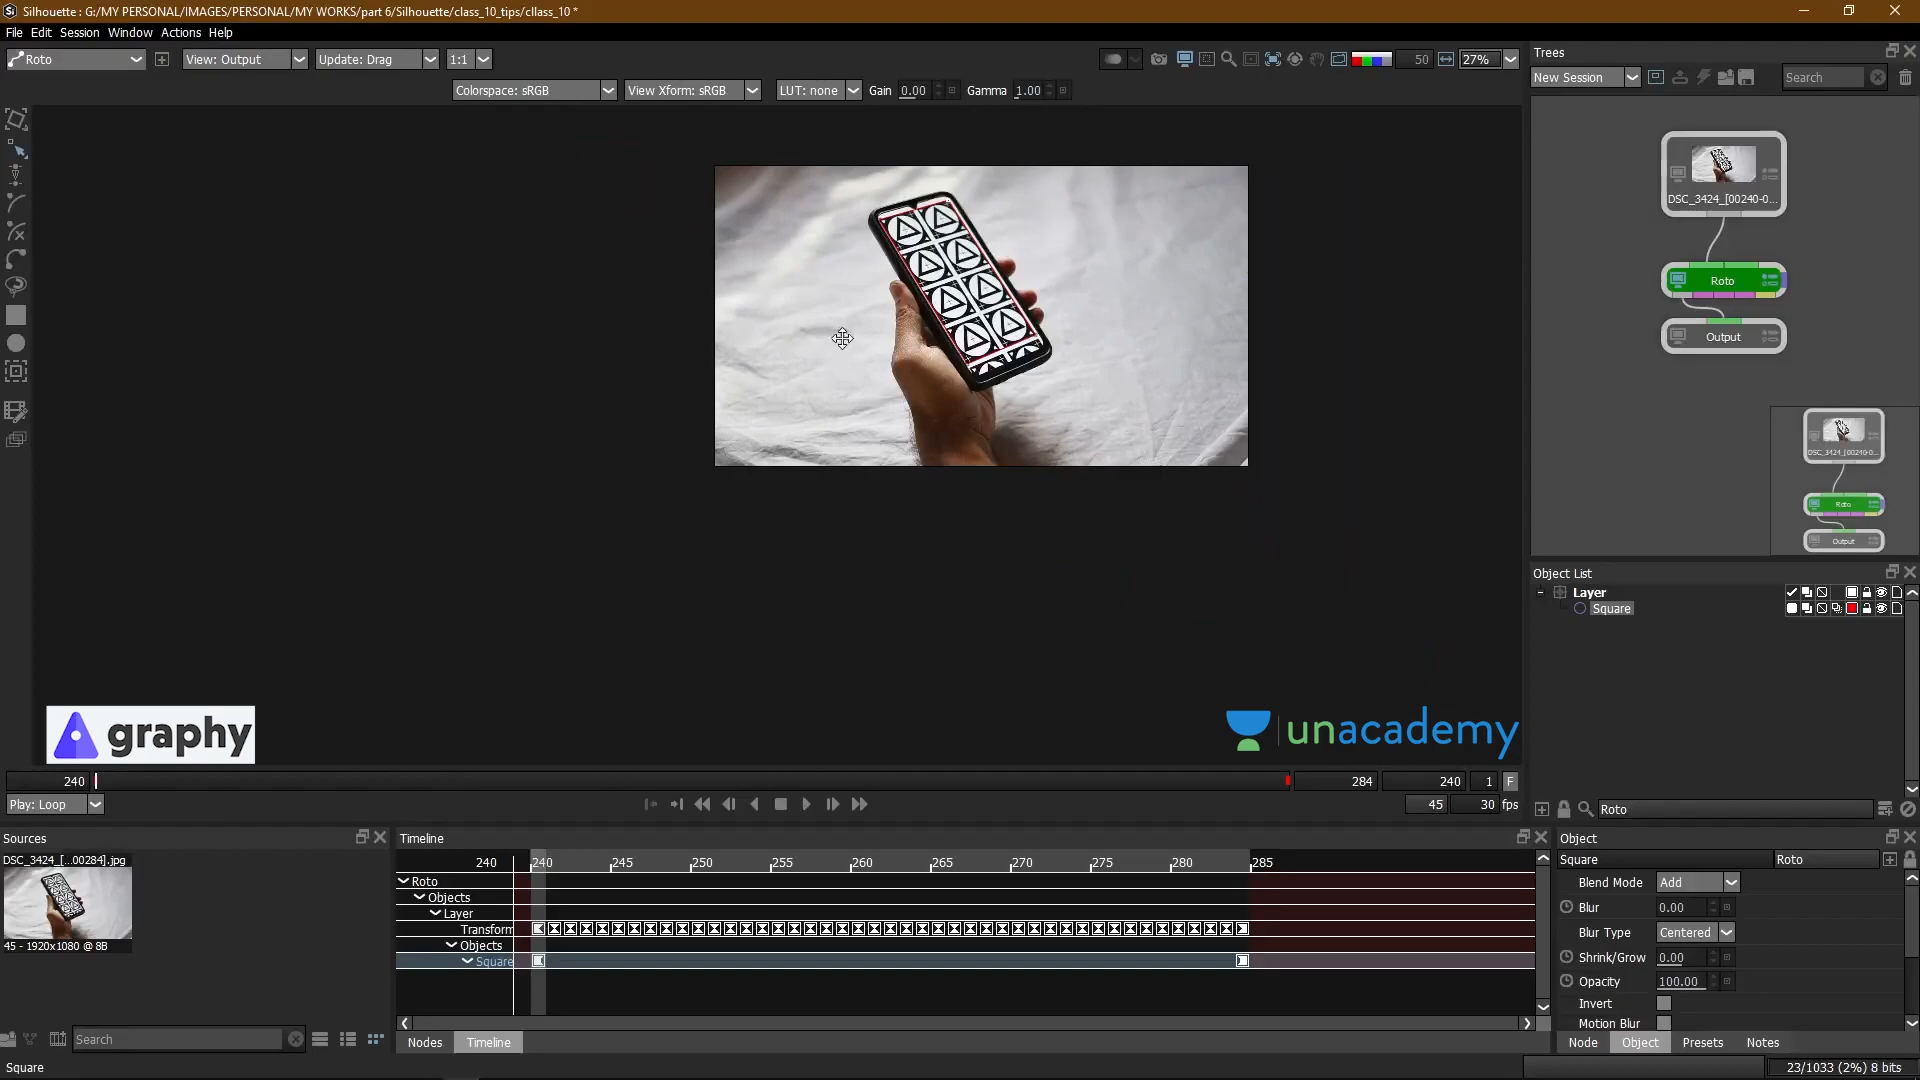 Silhouette : G:/MY PERSONAL/IMAGES/PERSONAL/MY WORKS/part 6/Silhouette/class_10_tips/cllass_10 *
File Edit Session Window Actions Help
Roto View: Output Update: Drag 1:1 50 27%
Colorspace: sRGB View Xform: sRGB LUT: none Gain 0.00 Gamma 1.00
Trees
New Session Search
DSC_3424_[00240-0...
Roto
Output
DSC_3424_[00240-0...
Roto
Output
Object List
Layer
Square
graphy
unacademy
240 284 240 1 F
Play: Loop 45 30 fps
Roto
Sources
DSC_3424_[...00284].jpg
45 - 1920x1080 @ 8B
Search
Timeline
240 240 245 250 255 260 265 270 275 280 285
Roto
Objects
Layer
Transform
Objects
Square
Nodes Timeline
Object
Square Roto
Blend Mode Add
Blur 0.00
Blur Type Centered
Shrink/Grow 0.00
Opacity 100.00
Invert
Motion Blur
Node Object Presets Notes
Square
23/1033 (2%) 8 bits